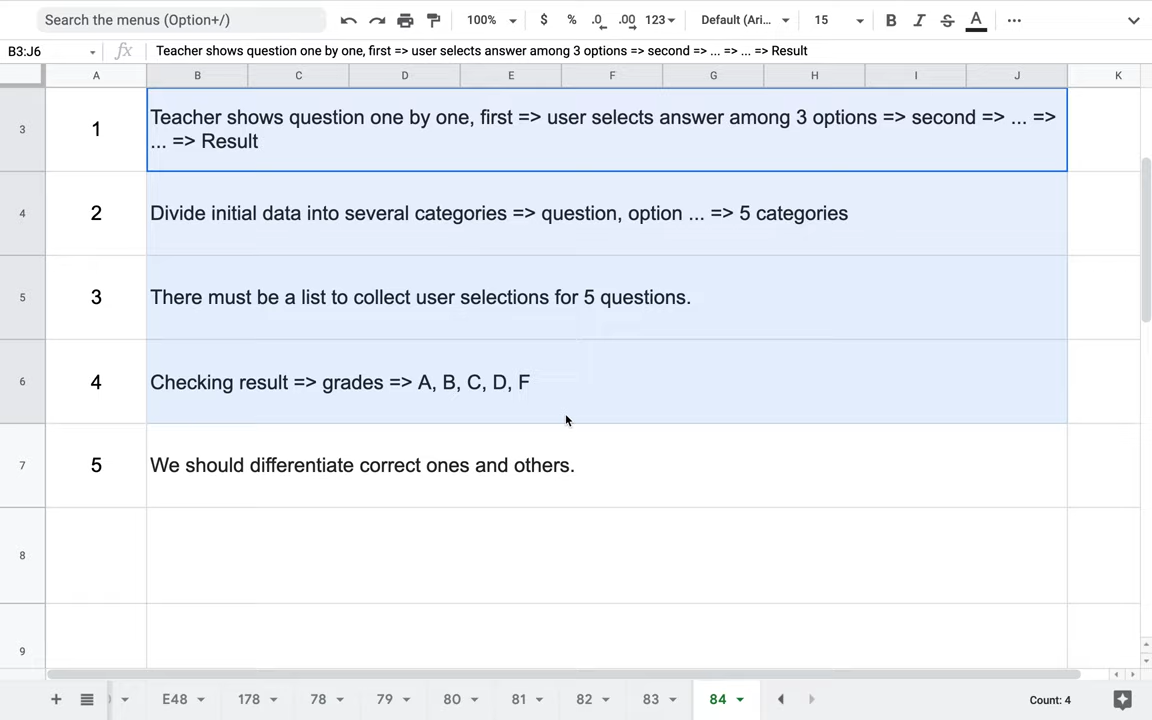 Search the menus (Option+/)
100%
$
%
.0
.00
123
Default (Ari...
15
B
I
S
A
B3:J6
fx
Teacher shows question one by one, first => user selects answer among 3 options => second => ... => ... => Result
A B C D E F G H I J K
3
1
Teacher shows question one by one, first => user selects answer among 3 options => second => ... =>
... => Result
4
2
Divide initial data into several categories => question, option ... => 5 categories
5
3
There must be a list to collect user selections for 5 questions.
6
4
Checking result => grades => A, B, C, D, F
7
5
We should differentiate correct ones and others.
8
9
E48
178
78
79
80
81
82
83
84
Count: 4